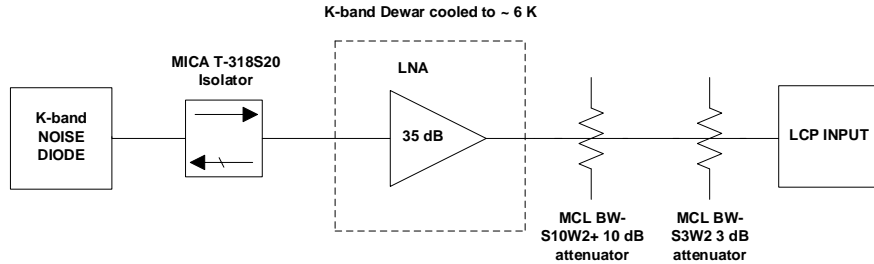 K-band Dewar cooled to ~ 6 K
MICA T-318S20
Isolator
LNA
K-band
NOISE
DIODE
35 dB
LCP INPUT
MCL BW-
S10W2+ 10 dB
attenuator
MCL BW-
S3W2 3 dB
attenuator